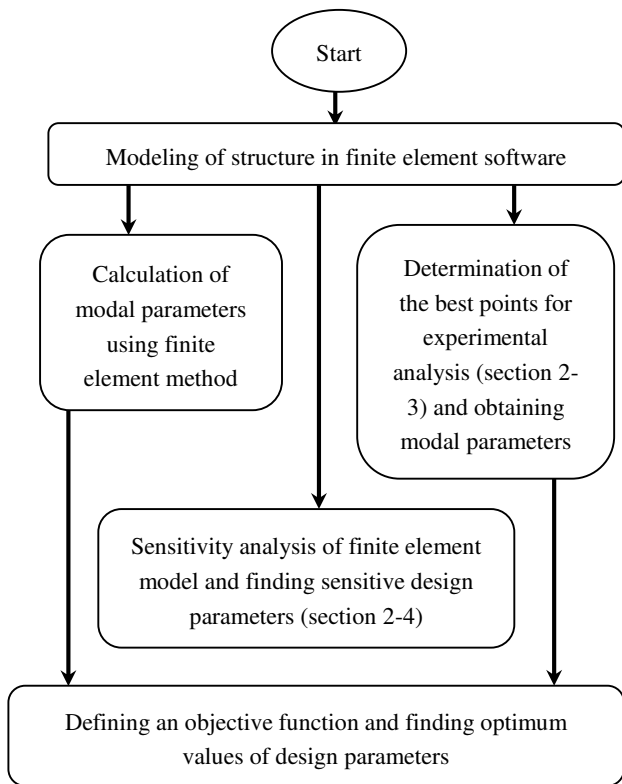 Start
Modeling of structure in finite element software
Calculation of
modal parameters
using finite
element method
Determination of
the best points for
experimental
analysis (section 2-
3) and obtaining
modal parameters
Sensitivity analysis of finite element
model and finding sensitive design
parameters (section 2-4)
Defining an objective function and finding optimum
values of design parameters